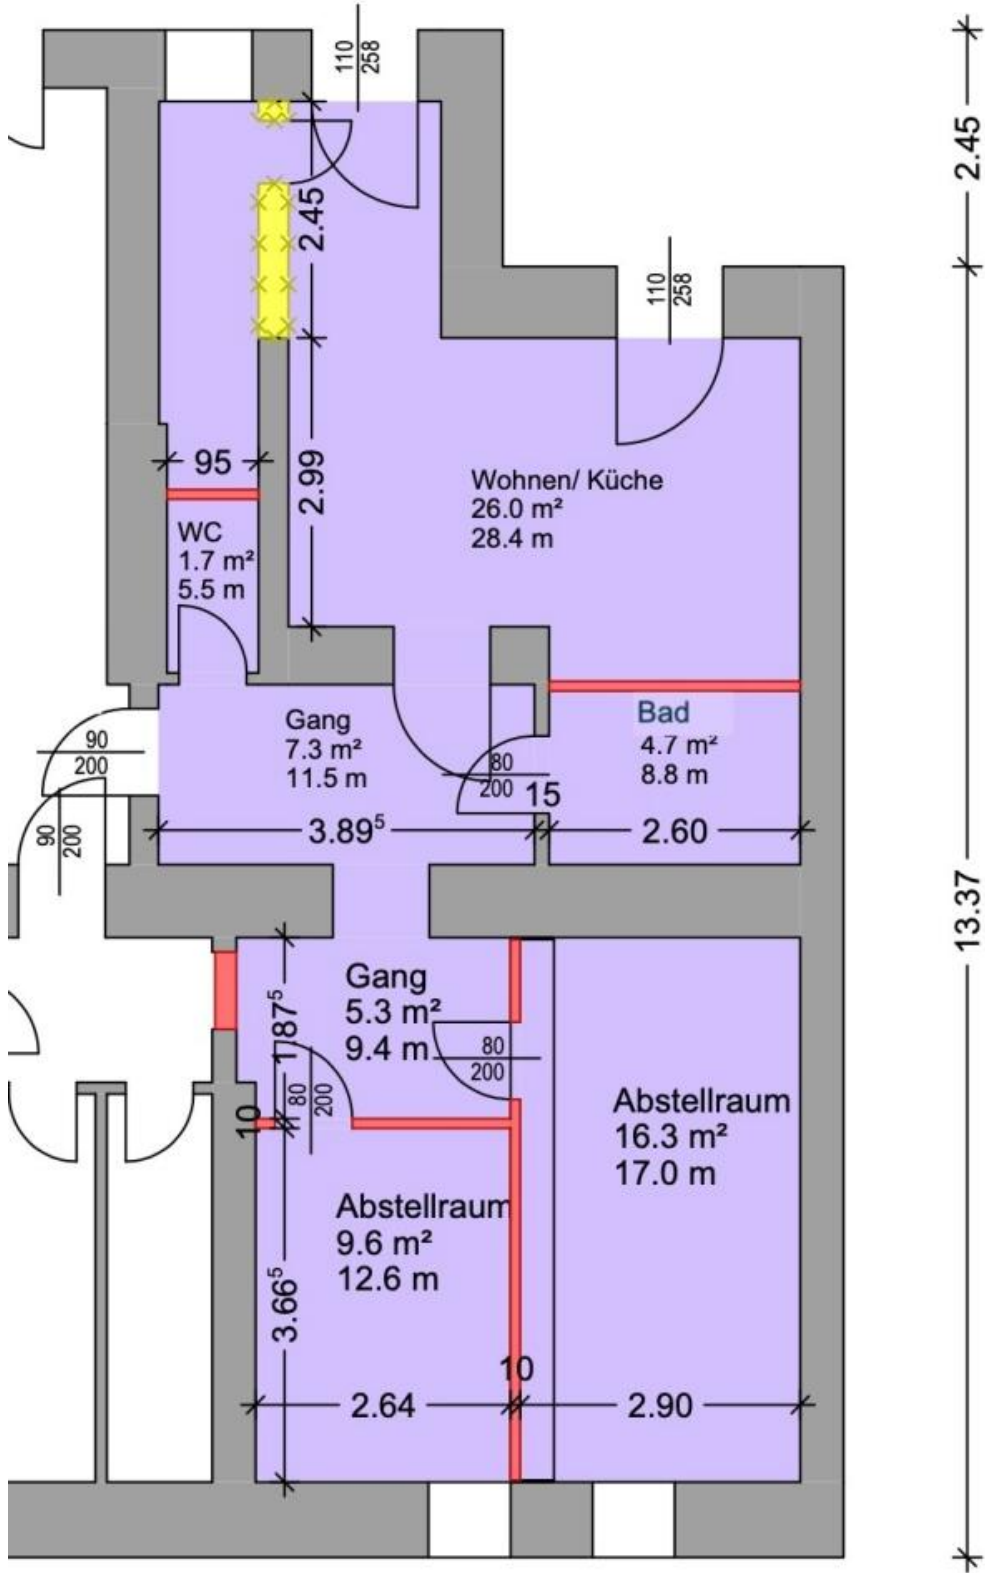 110
258
2.45
2.45
110
258
95
2.99
Wohnen/ Küche
26.0 m²
28.4 m
WC
1.7 m²
5.5 m
Gang
7.3 m²
11.5 m
Bad
4.7 m²
8.8 m
90
200
80
200
15
3.89⁵
2.60
90
200
13.37
Gang
5.3 m²
9.4 m
1.87⁵
80
200
80
200
10
Abstellraum
16.3 m²
17.0 m
Abstellraum
9.6 m²
12.6 m
3.66⁵
10
2.64
2.90